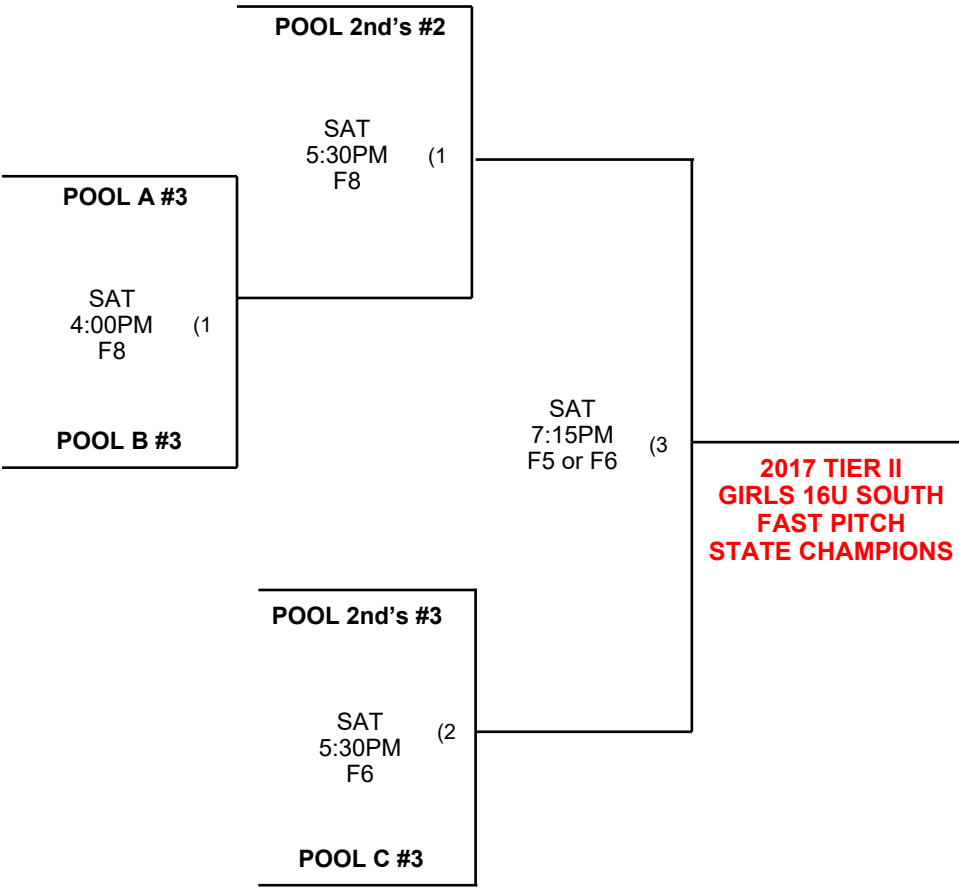 POOL 2nd's #2
SAT
5:30PM (1
F8
POOL A #3
SAT
4:00PM (1
F8
POOL B #3
SAT
7:15PM (3
F5 or F6
2017 TIER II
GIRLS 16U SOUTH
FAST PITCH
STATE CHAMPIONS
POOL 2nd's #3
SAT
5:30PM (2
F6
POOL C #3